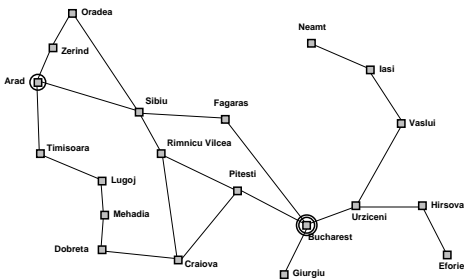 Oradea
Neamt
Zerind
Iasi
Arad
Sibiu
Fagaras
Vaslui
Timisoara
Rimnicu Vilcea
Lugoj
Pitesti
Hirsova
Mehadia
Urziceni
Bucharest
Dobreta
Craiova
Eforie
Giurgiu